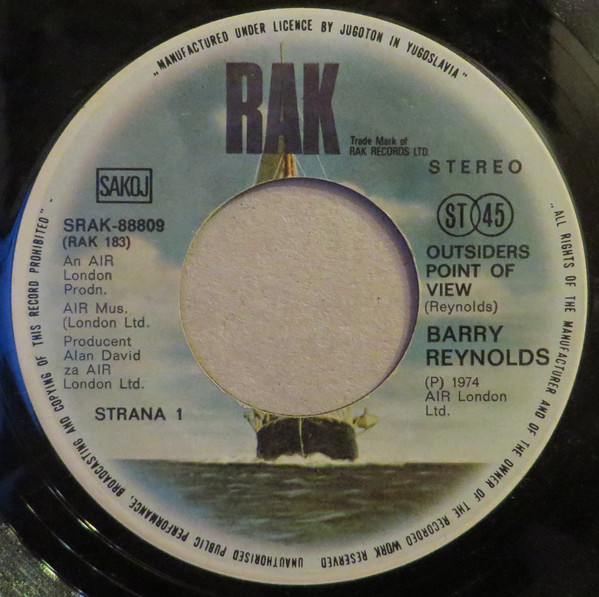 „MANUFACTURED UNDER LICENCE BY JUGOTON IN YUGOSLAVIA”
RAK
Trade Mark of
RAK RECORDS LTD.
STEREO
SAKOJ
SRAK-88809
(RAK 183)
An AIR
London
Prodn.
AIR Mus.
(London Ltd.
Producent
Alan David
za AIR
London Ltd.
STRANA 1
ST 45
OUTSIDERS
POINT OF
VIEW
(Reynolds)
BARRY
REYNOLDS
(P) 1974
AIR London
Ltd.
„ALL RIGHTS OF THE MANUFACTURER AND OF THE OWNER OF THE RECORDED WORK RESERVED
UNAUTHORISED PUBLIC PERFORMANCE, BROADCASTING AND COPYING OF THIS RECORD PROHIBITED”